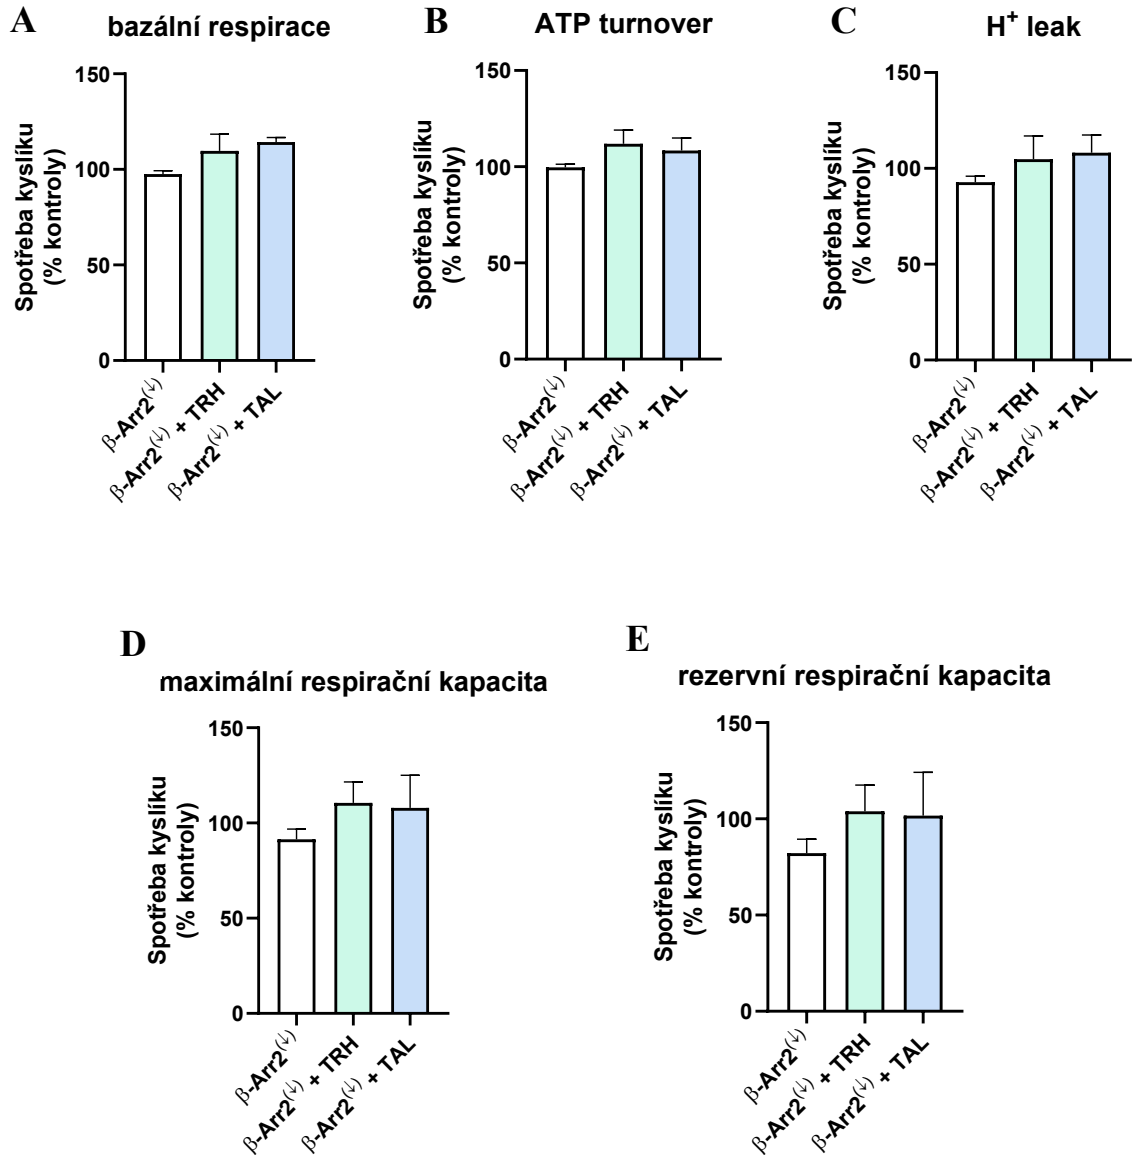 A
bazální respirace
Spotřeba kyslíku
(% kontroly)
150
100
50
0
β-Arr2(↓)
β-Arr2(↓) + TRH
β-Arr2(↓) + TAL
B
ATP turnover
Spotřeba kyslíku
(% kontroly)
150
100
50
0
β-Arr2(↓)
β-Arr2(↓) + TRH
β-Arr2(↓) + TAL
C
H+ leak
Spotřeba kyslíku
(% kontroly)
150
100
50
0
β-Arr2(↓)
β-Arr2(↓) + TRH
β-Arr2(↓) + TAL
D
maximální respirační kapacita
Spotřeba kyslíku
(% kontroly)
150
100
50
0
β-Arr2(↓)
β-Arr2(↓) + TRH
β-Arr2(↓) + TAL
E
rezervní respirační kapacita
Spotřeba kyslíku
(% kontroly)
150
100
50
0
β-Arr2(↓)
β-Arr2(↓) + TRH
β-Arr2(↓) + TAL